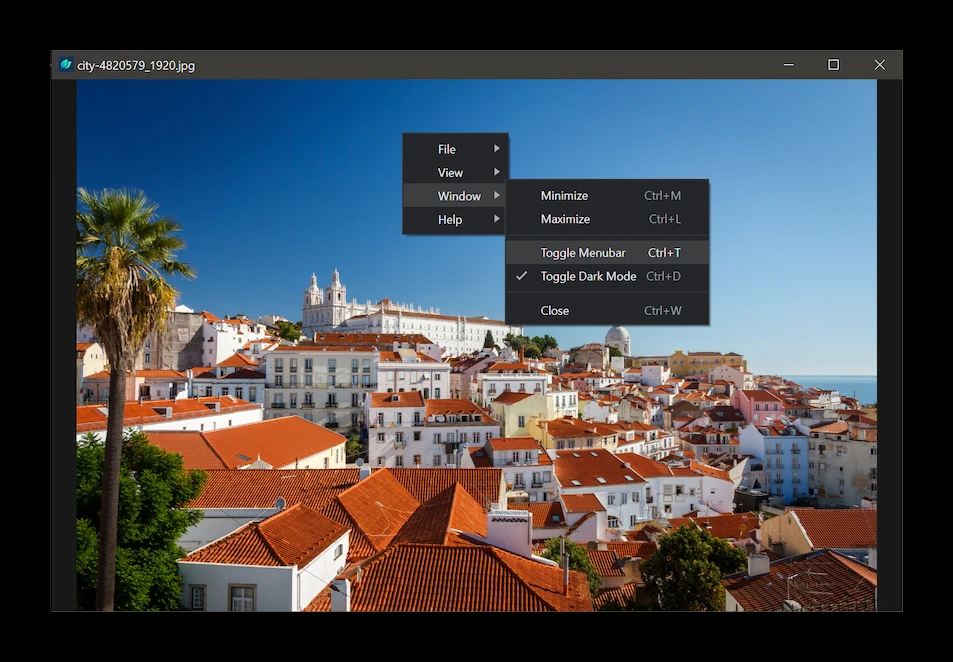 city-4820579_1920.jpg
File
View
Window
Help
Minimize Ctrl+M
Maximize Ctrl+L
Toggle Menubar Ctrl+T
Toggle Dark Mode Ctrl+D
Close Ctrl+W